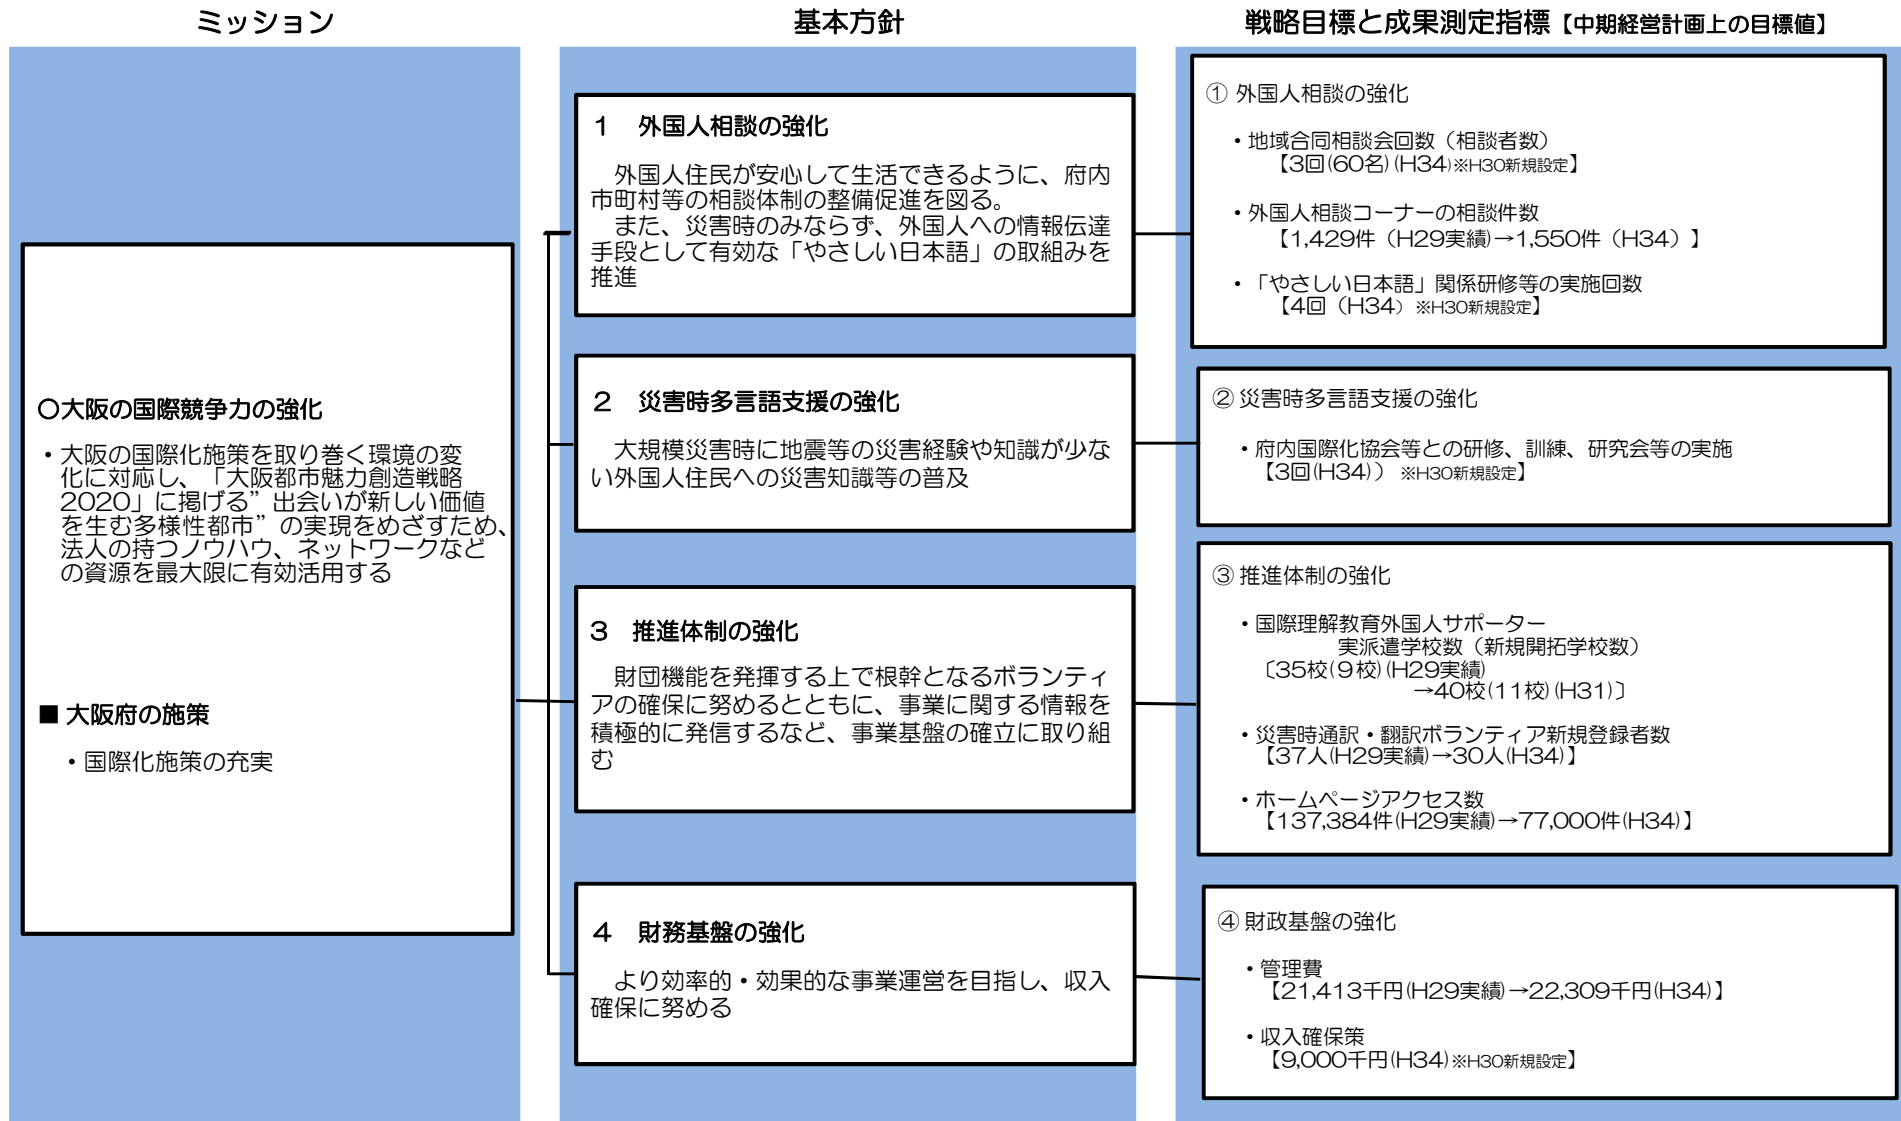 ミッション
○大阪の国際競争力の強化
・大阪の国際化施策を取り巻く環境の変
化に対応し、「大阪都市魅力創造戦略
2020」に掲げる”出会いが新しい価値
を生む多様性都市”の実現をめざすため、
法人の持つノウハウ、ネットワークなど
の資源を最大限に有効活用する
■ 大阪府の施策
・国際化施策の充実
基本方針
1 外国人相談の強化
外国人住民が安心して生活できるように、府内
市町村等の相談体制の整備促進を図る。
また、災害時のみならず、外国人への情報伝達
手段として有効な「やさしい日本語」の取組みを
推進
2 災害時多言語支援の強化
大規模災害時に地震等の災害経験や知識が少な
い外国人住民への災害知識等の普及
3 推進体制の強化
財団機能を発揮する上で根幹となるボランティ
アの確保に努めるとともに、事業に関する情報を
積極的に発信するなど、事業基盤の確立に取り組
む
4 財務基盤の強化
より効率的・効果的な事業運営を目指し、収入
確保に努める
戦略目標と成果測定指標【中期経営計画上の目標値】
① 外国人相談の強化
・地域合同相談会回数（相談者数）
【3回(60名)(H34)※H30新規設定】
・外国人相談コーナーの相談件数
【1,429件（H29実績)→1,550件（H34）】
・「やさしい日本語」関係研修等の実施回数
【4回（H34）※H30新規設定】
② 災害時多言語支援の強化
・府内国際化協会等との研修、訓練、研究会等の実施
【3回(H34)） ※H30新規設定】
③ 推進体制の強化
・国際理解教育外国人サポーター
実派遣学校数（新規開拓学校数）
〔35校(9校)(H29実績)
→40校(11校)(H31)〕
・災害時通訳・翻訳ボランティア新規登録者数
【37人(H29実績)→30人(H34)】
・ホームページアクセス数
【137,384件(H29実績)→77,000件(H34)】
④ 財政基盤の強化
・管理費
【21,413千円(H29実績)→22,309千円(H34)】
・収入確保策
【9,000千円(H34)※H30新規設定】